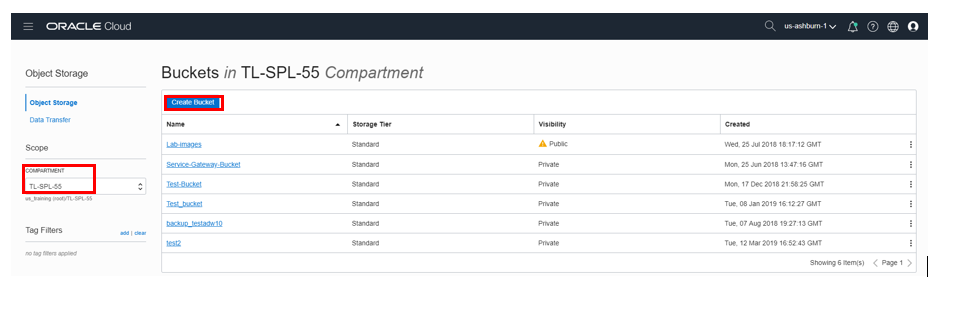 ORACLE Cloud
us-ashburn-1
Object Storage
Object Storage
Data Transfer
Scope
COMPARTMENT
TL-SPL-55
us_training (root)/TL-SPL-55
Tag Filters add | clear
no tag filters applied
Buckets in TL-SPL-55 Compartment
Create Bucket
Name Storage Tier Visibility Created
Lab-images Standard Public Wed, 25 Jul 2018 18:17:12 GMT
Service-Gateway-Bucket Standard Private Mon, 25 Jun 2018 13:47:16 GMT
Test-Bucket Standard Private Mon, 17 Dec 2018 21:58:25 GMT
Test_bucket Standard Private Tue, 08 Jan 2019 16:12:27 GMT
backup_testadw10 Standard Private Tue, 07 Aug 2018 19:27:13 GMT
test2 Standard Private Tue, 12 Mar 2019 16:52:43 GMT
Showing 6 Item(s) < Page 1 >